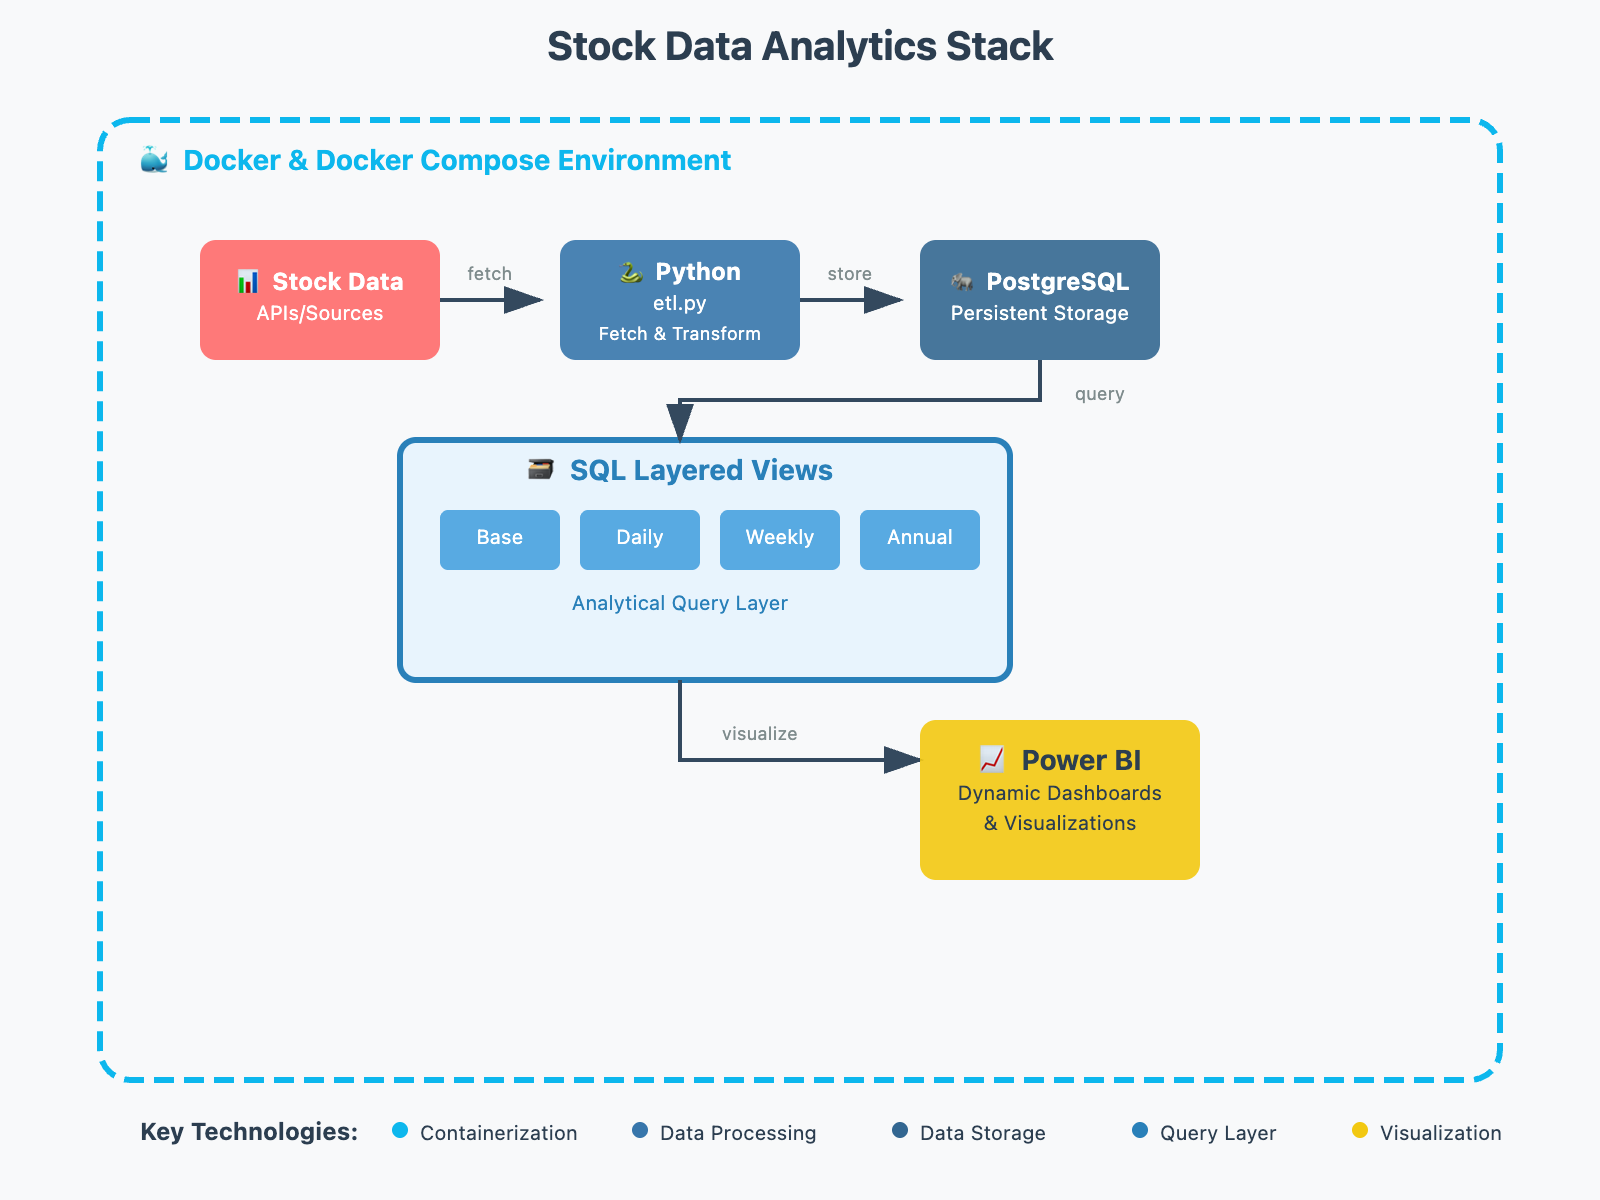 Stock Data Analytics Stack
Docker & Docker Compose Environment
Stock Data
APIs/Sources
fetch
Python
etl.py
Fetch & Transform
store
PostgreSQL
Persistent Storage
query
SQL Layered Views
Base
Daily
Weekly
Annual
Analytical Query Layer
visualize
Power BI
Dynamic Dashboards
& Visualizations
Key Technologies:
Containerization
Data Processing
Data Storage
Query Layer
Visualization